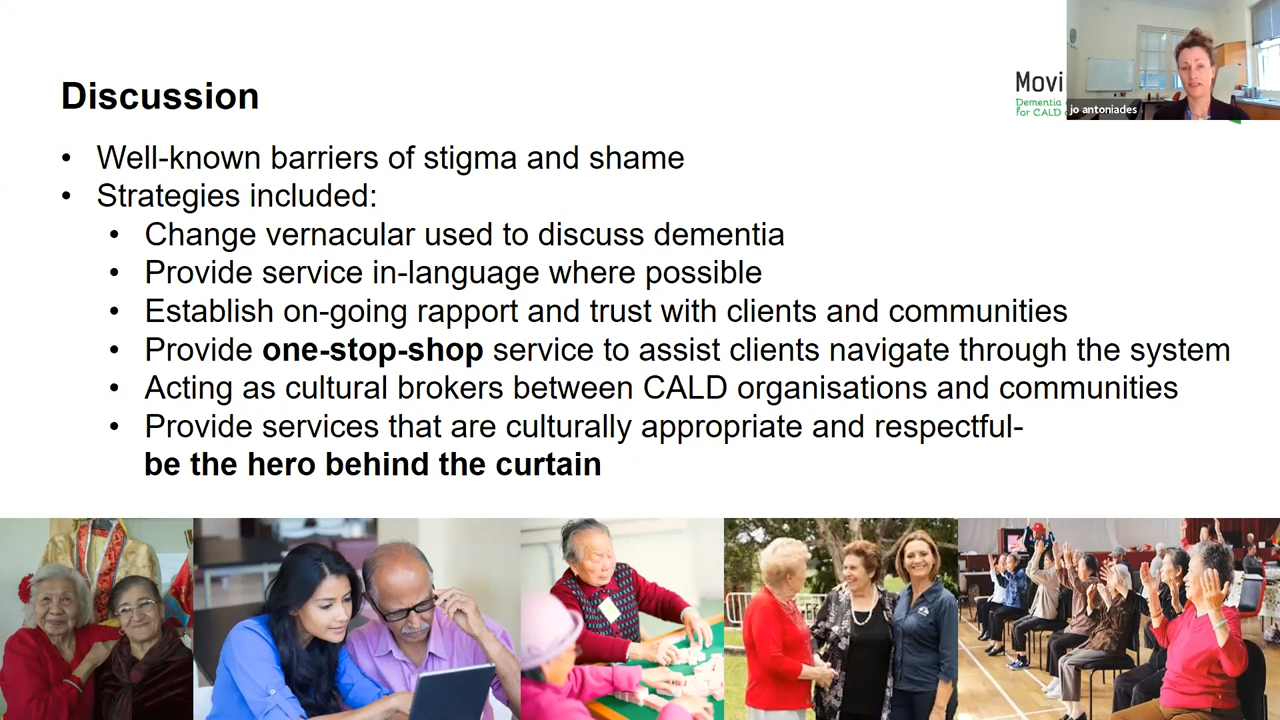 Discussion
Movi
Dementia
for CALD
jo antoniades
• Well-known barriers of stigma and shame
• Strategies included:
• Change vernacular used to discuss dementia
• Provide service in-language where possible
• Establish on-going rapport and trust with clients and communities
• Provide one-stop-shop service to assist clients navigate through the system
• Acting as cultural brokers between CALD organisations and communities
• Provide services that are culturally appropriate and respectful-
be the hero behind the curtain